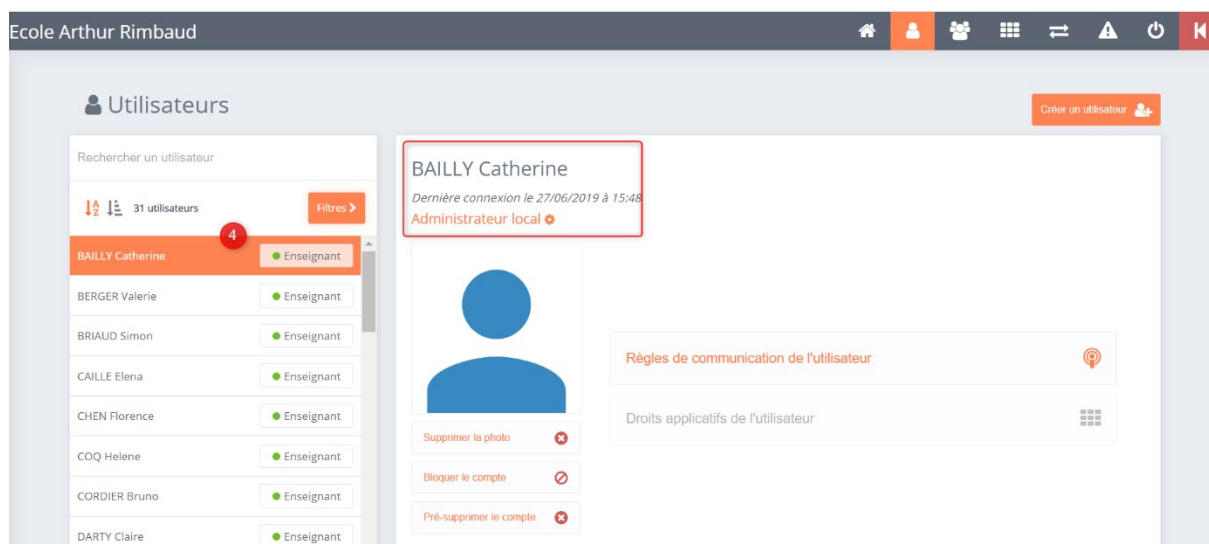 Ecole Arthur Rimbaud
Utilisateurs
Créer un utilisateur
Rechercher un utilisateur
31 utilisateurs
Filtres
4
BAILLY Catherine
Enseignant
BERGER Valerie
Enseignant
BRIAUD Simon
Enseignant
CAILLE Elena
Enseignant
CHEN Florence
Enseignant
COQ Helene
Enseignant
CORDIER Bruno
Enseignant
DARTY Claire
Enseignant
BAILLY Catherine
Dernière connexion le 27/06/2019 à 15:48
Administrateur local
Supprimer la photo
Bloquer le compte
Pré-supprimer le compte
Règles de communication de l'utilisateur
Droits applicatifs de l'utilisateur